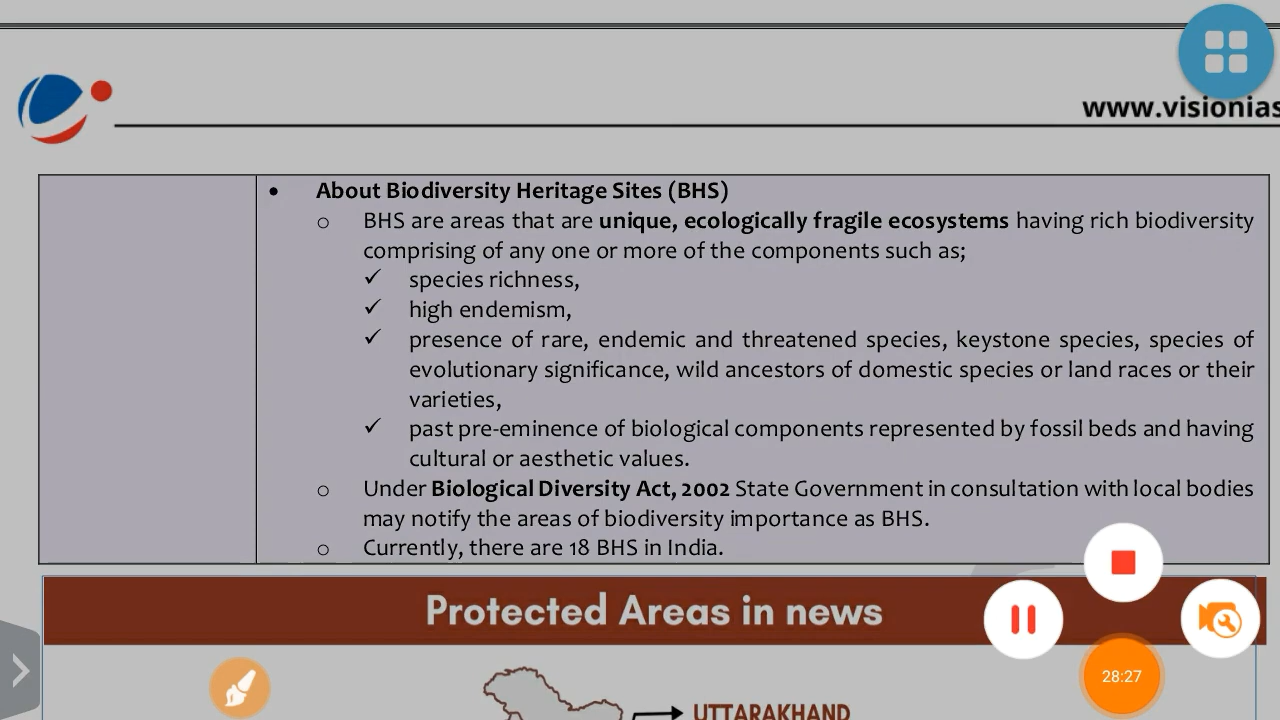 www.visionias
• About Biodiversity Heritage Sites (BHS)
o BHS are areas that are unique, ecologically fragile ecosystems having rich biodiversity
comprising of any one or more of the components such as;
✓ species richness,
✓ high endemism,
✓ presence of rare, endemic and threatened species, keystone species, species of
evolutionary significance, wild ancestors of domestic species or land races or their
varieties,
✓ past pre-eminence of biological components represented by fossil beds and having
cultural or aesthetic values.
o Under Biological Diversity Act, 2002 State Government in consultation with local bodies
may notify the areas of biodiversity importance as BHS.
o Currently, there are 18 BHS in India.
Protected Areas in news
28:27
UTTARAKHAND